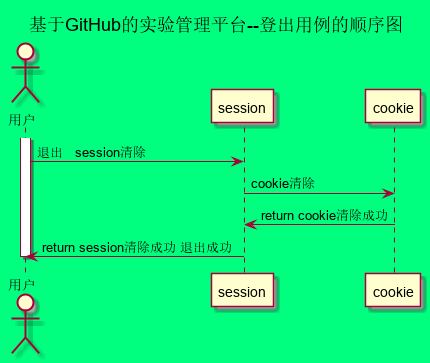 基于GitHub的实验管理平台--登出用例的顺序图
用户
session
cookie
退出 session清除
cookie清除
return cookie清除成功
return session清除成功 退出成功
用户
session
cookie